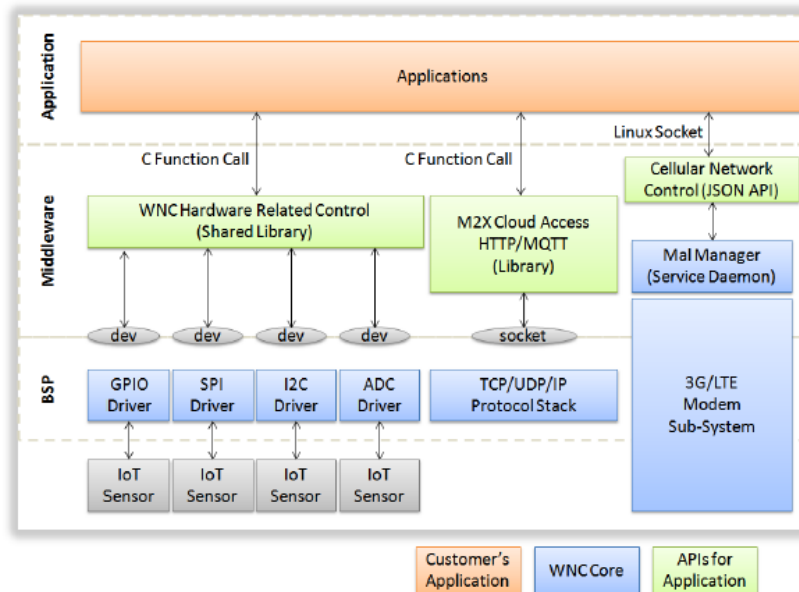 Application
Applications
C Function Call
C Function Call
Linux Socket
Middleware
WNC Hardware Related Control
(Shared Library)
M2X Cloud Access
HTTP/MQTT
(Library)
Cellular Network
Control (JSON API)
Mal Manager
(Service Daemon)
dev
dev
dev
dev
socket
BSP
GPIO
Driver
SPI
Driver
I2C
Driver
ADC
Driver
TCP/UDP/IP
Protocol Stack
3G/LTE
Modem
Sub-System
IoT
Sensor
IoT
Sensor
IoT
Sensor
IoT
Sensor
Customer's
Application
WNC Core
APIs for
Application